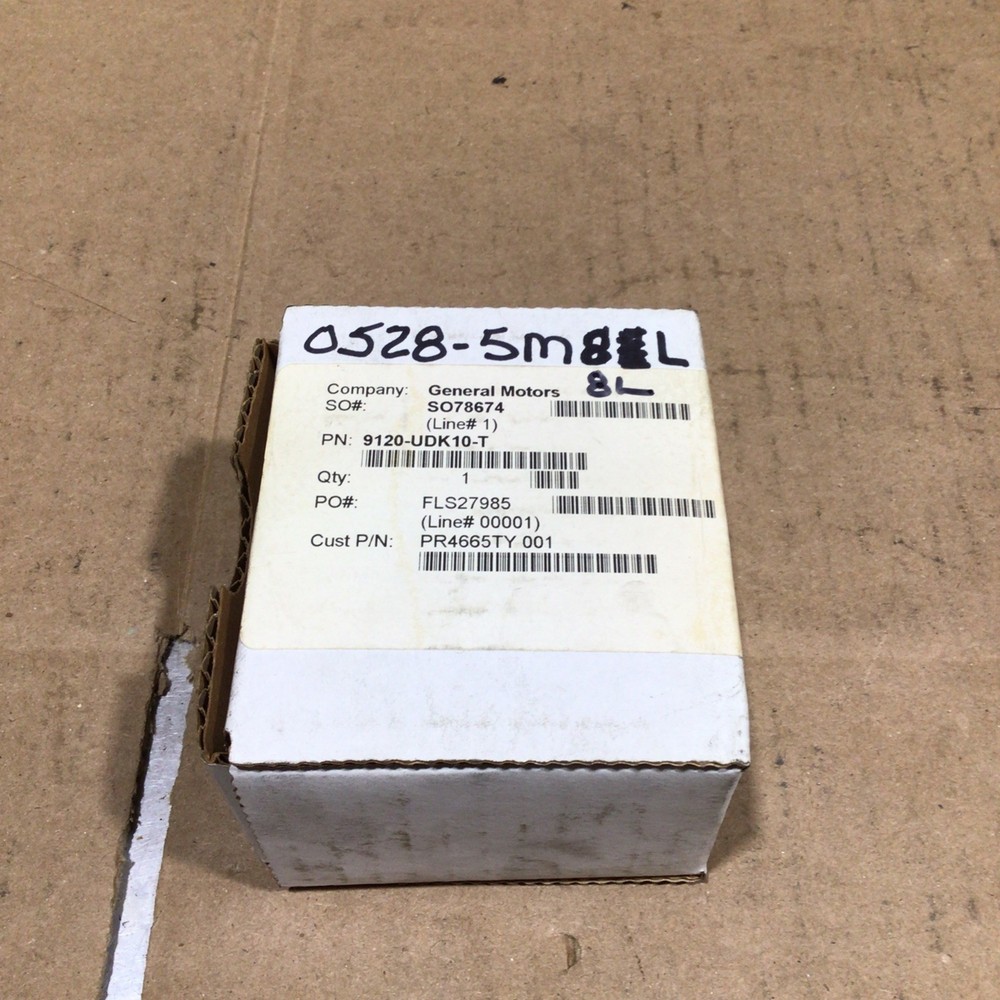 0528-5M8L
8L
Company: General Motors
SO#: SO78674
(Line# 1)
PN: 9120-UDK10-T
Qty: 1
PO#: FLS27985
(Line# 00001)
Cust P/N: PR4665TY 001